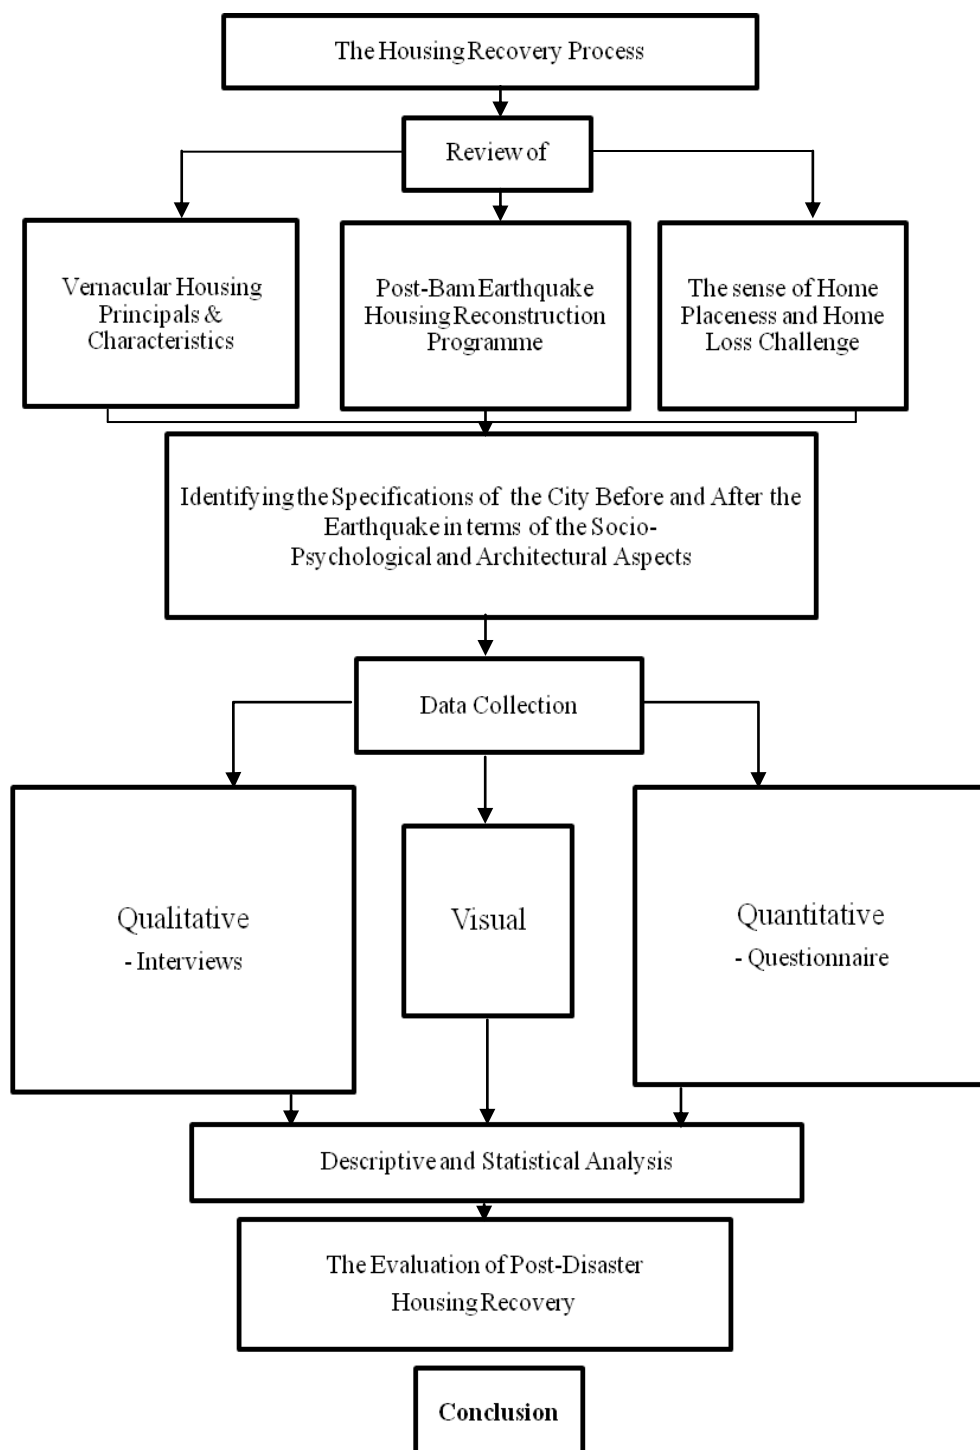 The Housing Recovery Process
Review of
Vernacular Housing
Principals &
Characteristics
Post-Bam Earthquake
Housing Reconstruction
Programme
The sense of Home
Placeness and Home
Loss Challenge
Identifying the Specifications of the City Before and After the
Earthquake in terms of the Socio-
Psychological and Architectural Aspects
Data Collection
Qualitative
- Interviews
Visual
Quantitative
- Questionnaire
Descriptive and Statistical Analysis
The Evaluation of Post-Disaster
Housing Recovery
Conclusion